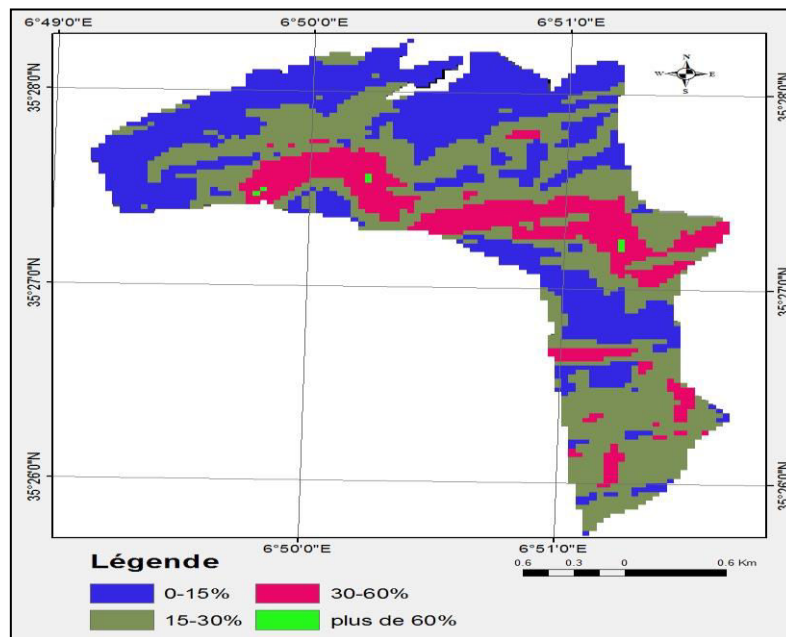 6°49'0"E 6°50'0"E 6°51'0"E
N
W E
S
35°28'0"N 35°28'0"N
35°27'0"N 35°27'0"N
35°26'0"N 35°26'0"N
6°50'0"E 6°51'0"E
Légende
0-15% 30-60%
15-30% plus de 60%
0.6 0.3 0 0.6 Km